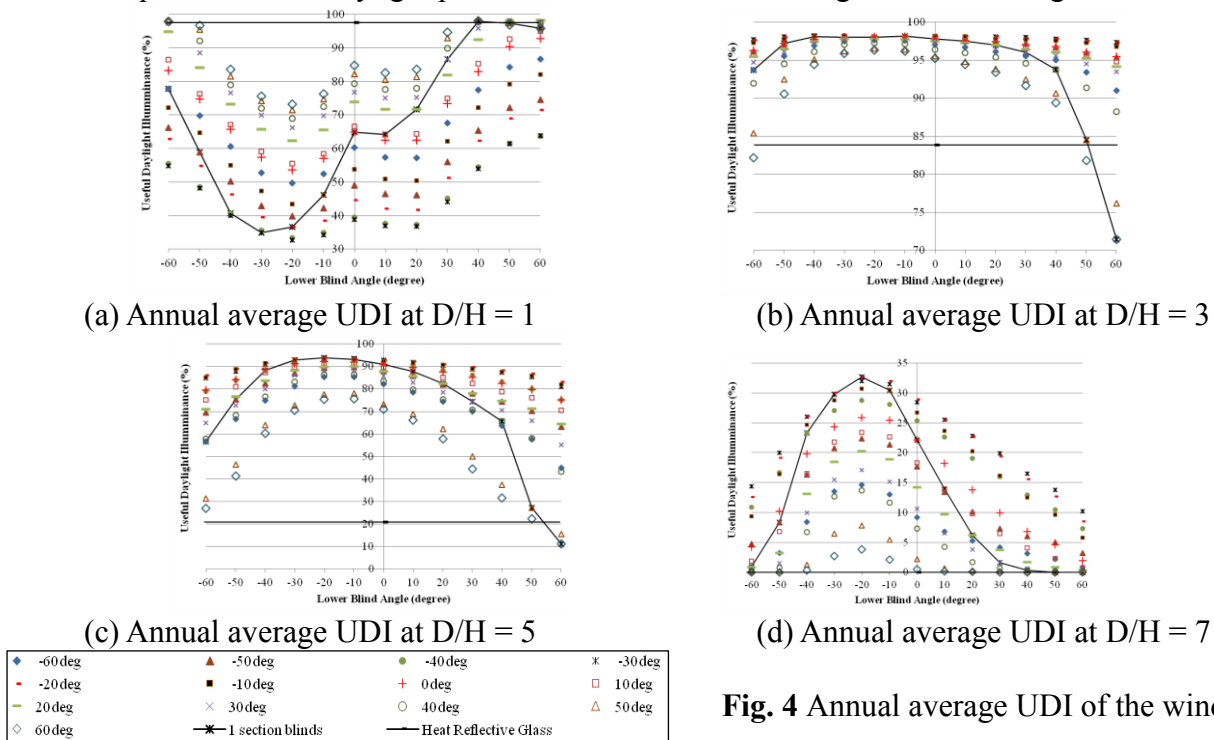 Useful Daylight Illumminance(%)
100
90
80
70
60
50
40
30
-60 -50 -40 -30 -20 -10 0 10 20 30 40 50 60
Lower Blind Angle (degree)
(a) Annual average UDI at D/H = 1
Useful Daylight Illumminance(%)
100
95
90
85
80
75
70
-60 -50 -40 -30 -20 -10 0 10 20 30 40 50 60
Lower Blind Angle (degree)
(b) Annual average UDI at D/H = 3
Useful Daylight Illumminance(%)
100
90
80
70
60
50
40
30
20
10
0
-60 -50 -40 -30 -20 -10 0 10 20 30 40 50 60
Lower Blind Angle (degree)
(c) Annual average UDI at D/H = 5
Useful Daylight Illumminance(%)
35
30
25
20
15
10
5
0
-60 -50 -40 -30 -20 -10 0 10 20 30 40 50 60
Lower Blind Angle (degree)
(d) Annual average UDI at D/H = 7
-60deg -50deg -40deg -30deg
-20deg -10deg 0deg 10deg
20deg 30deg 40deg 50deg
60deg 1 section blinds Heat Reflective Glass
Fig. 4 Annual average UDI of the wind